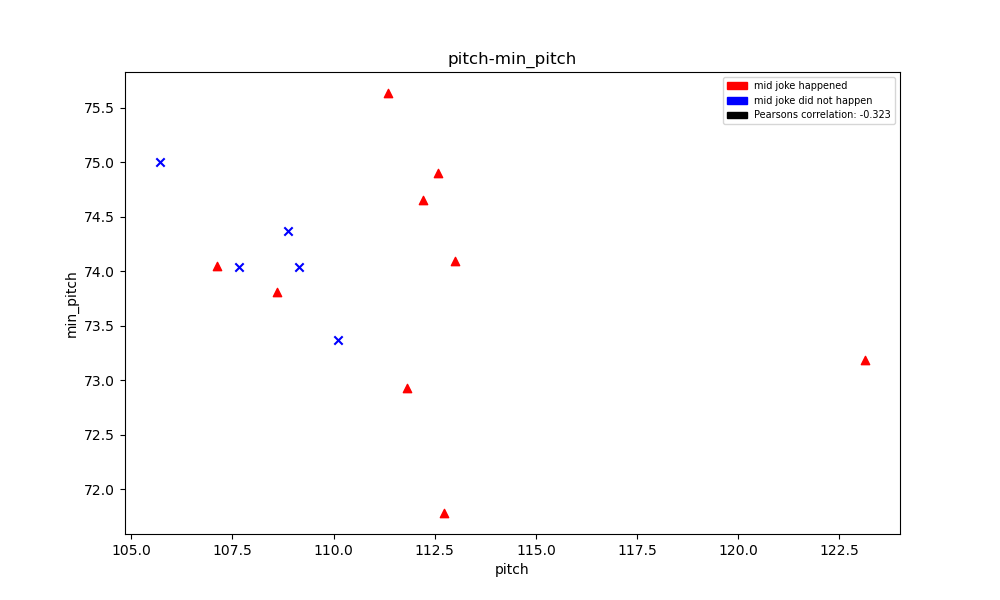 pitch-min_pitch
mid joke happened
mid joke did not happen
Pearsons correlation: -0.323
75.5
75.0
74.5
74.0
73.5
73.0
72.5
72.0
min_pitch
105.0 107.5 110.0 112.5 115.0 117.5 120.0 122.5
pitch